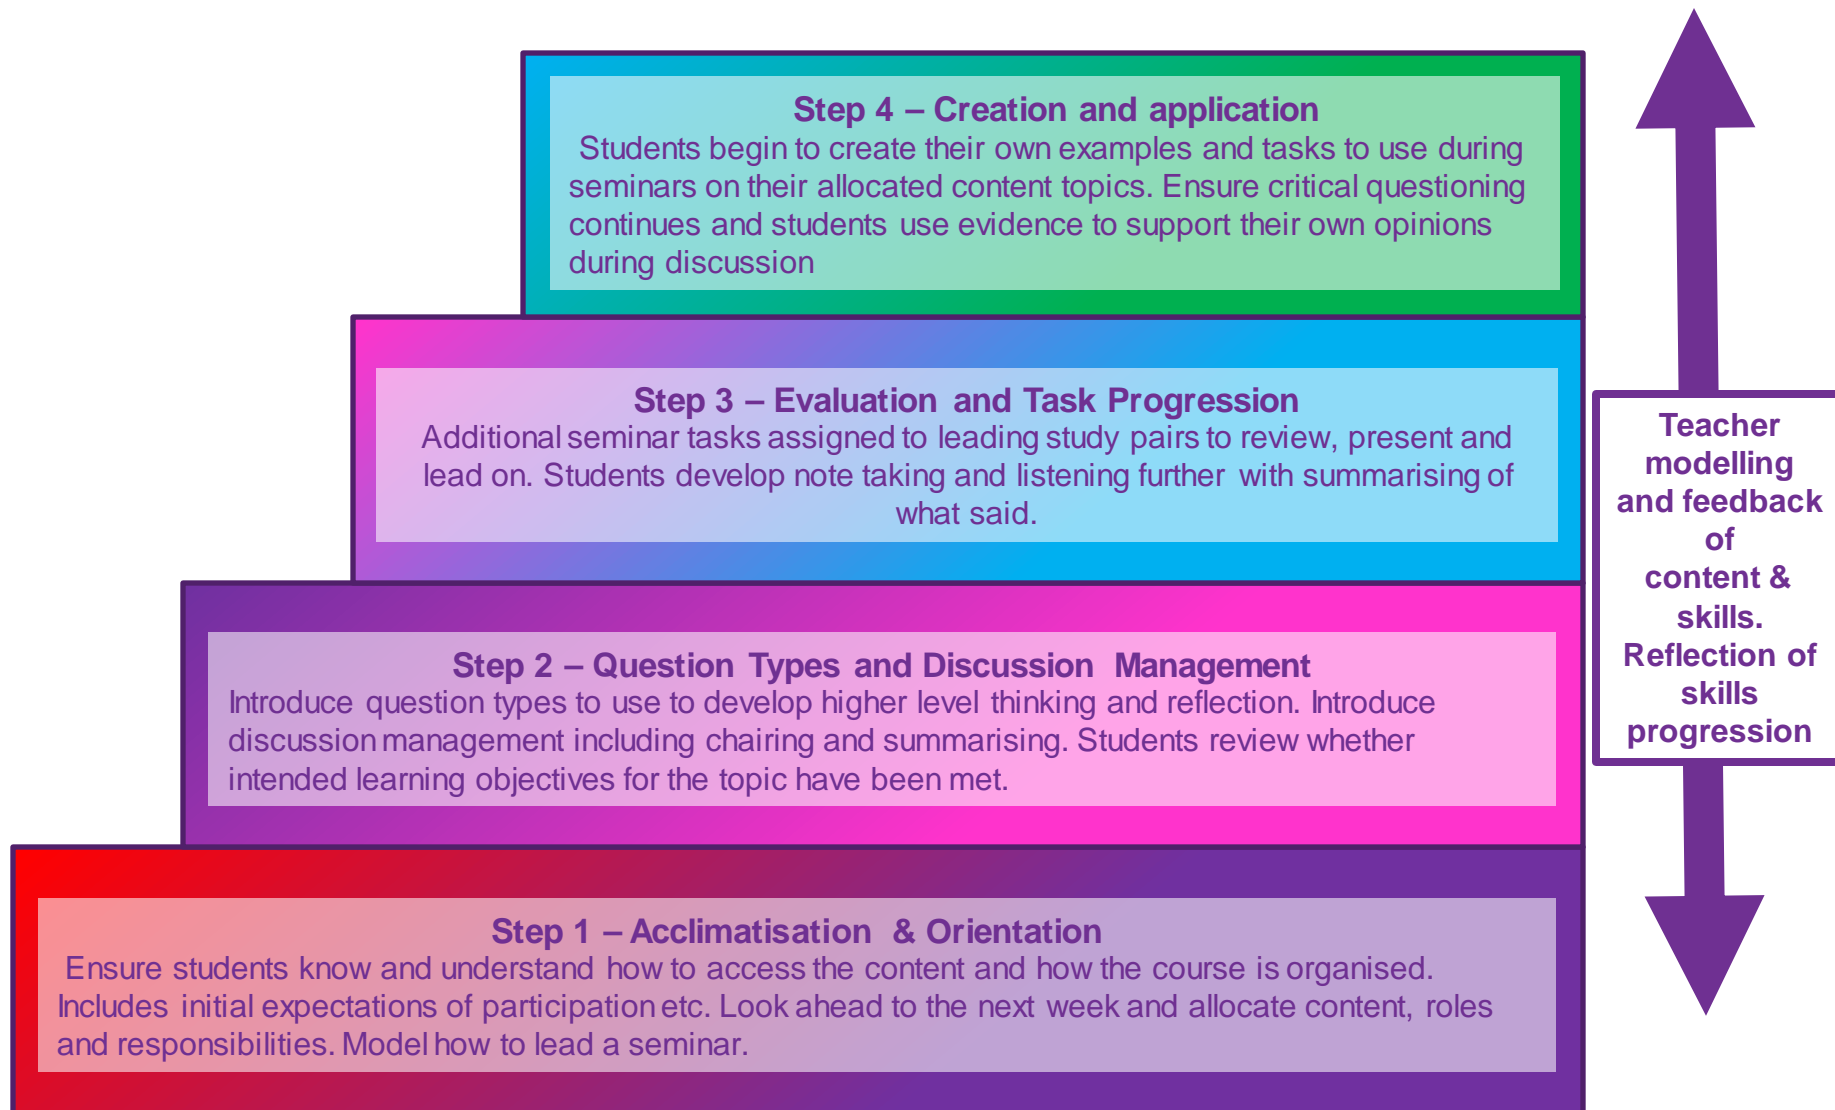 Step 4 – Creation and application
Students begin to create their own examples and tasks to use during
seminars on their allocated content topics. Ensure critical questioning
continues and students use evidence to support their own opinions
during discussion
Step 3 – Evaluation and Task Progression
Additional seminar tasks assigned to leading study pairs to review, present and
lead on. Students develop note taking and listening further with summarising of
what said.
Step 2 – Question Types and Discussion Management
Introduce question types to use to develop higher level thinking and reflection. Introduce
discussion management including chairing and summarising. Students review whether
intended learning objectives for the topic have been met.
Step 1 – Acclimatisation & Orientation
Ensure students know and understand how to access the content and how the course is organised.
Includes initial expectations of participation etc. Look ahead to the next week and allocate content, roles
and responsibilities. Model how to lead a seminar.
Teacher
modelling
and feedback
of
content &
skills.
Reflection of
skills
progression